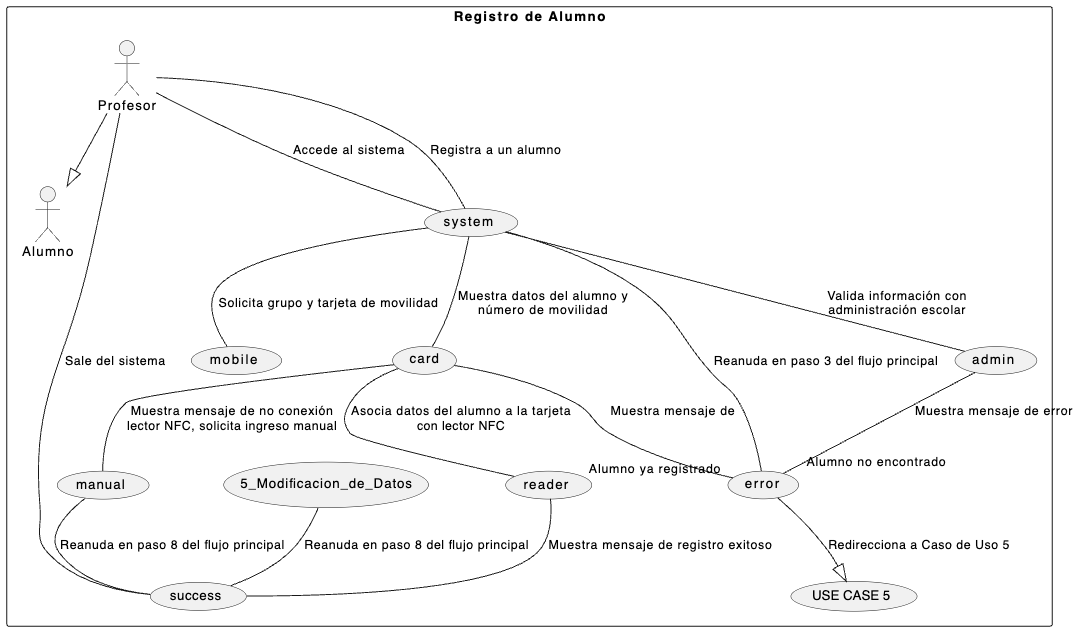 Registro de Alumno
Profesor
Accede al sistema
Registra a un alumno
system
Alumno
Solicita grupo y tarjeta de movilidad
Muestra datos del alumno y
número de movilidad
Valida información con
administración escolar
Sale del sistema
mobile
card
Reanuda en paso 3 del flujo principal
admin
Muestra mensaje de no conexión
lector NFC, solicita ingreso manual
Asocia datos del alumno a la tarjeta
con lector NFC
Muestra mensaje de
Muestra mensaje de error
Alumno ya registrado
Alumno no encontrado
manual
5_Modificacion_de_Datos
reader
error
Reanuda en paso 8 del flujo principal
Reanuda en paso 8 del flujo principal
Muestra mensaje de registro exitoso
Redirecciona a Caso de Uso 5
success
USE CASE 5